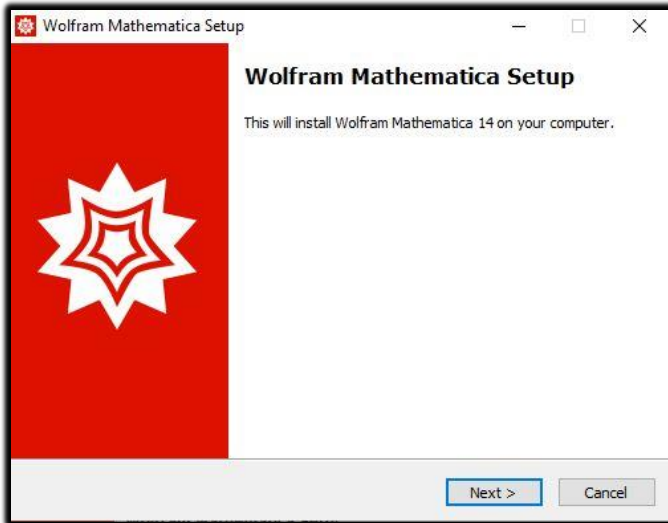 Wolfram Mathematica Setup
Wolfram Mathematica Setup
This will install Wolfram Mathematica 14 on your computer.
Next >
Cancel